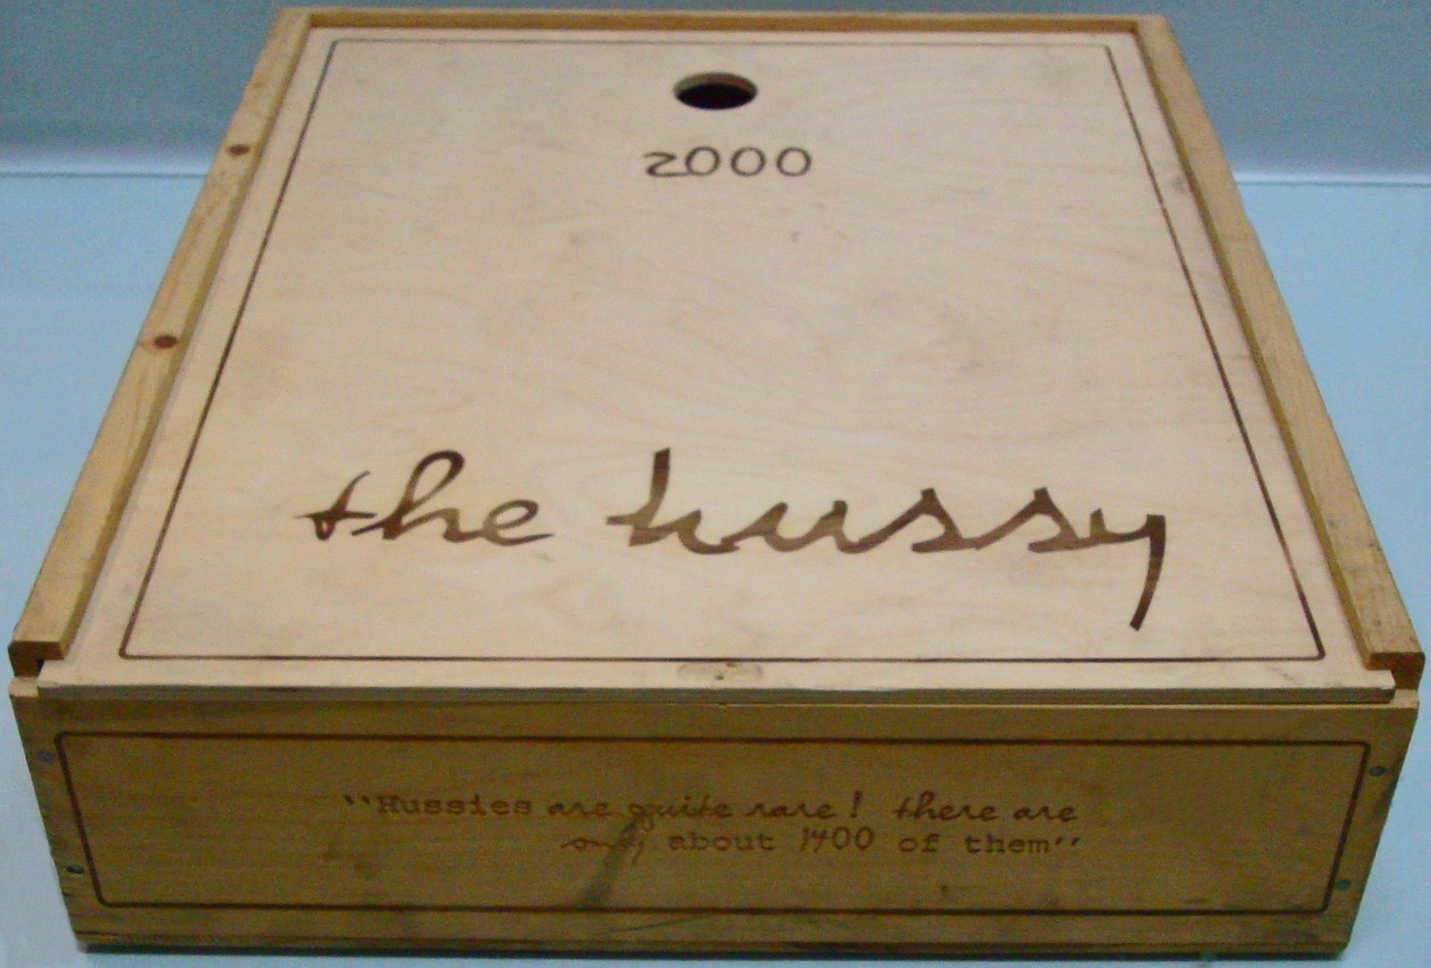 2000
the hussy
"Hussies are quite rare! there are
only about 1400 of them"